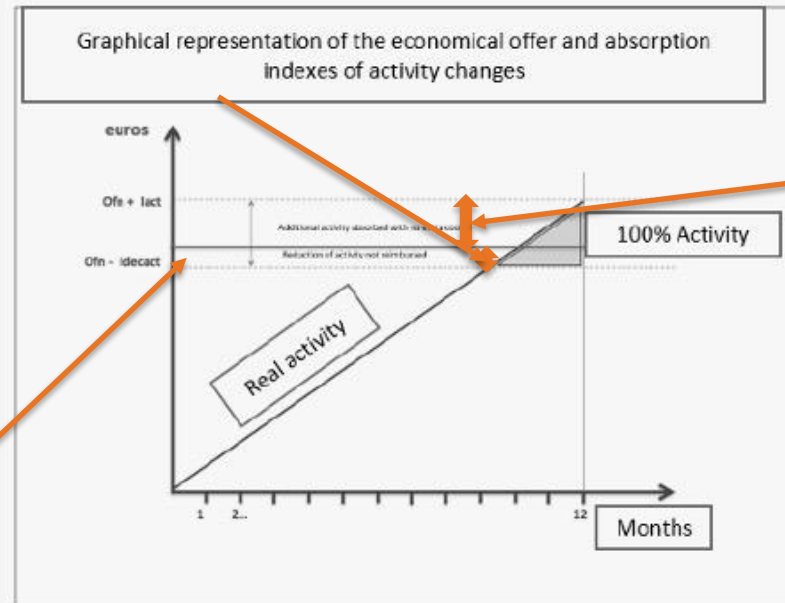 Graphical representation of the economical offer and absorption
indexes of activity changes
euros
Ofn + Iact
Additional activity absorbed with
Reduction of activity not reimbursed
100% Activity
Ofn - Idecact
Real activity
1 2... 12
Months